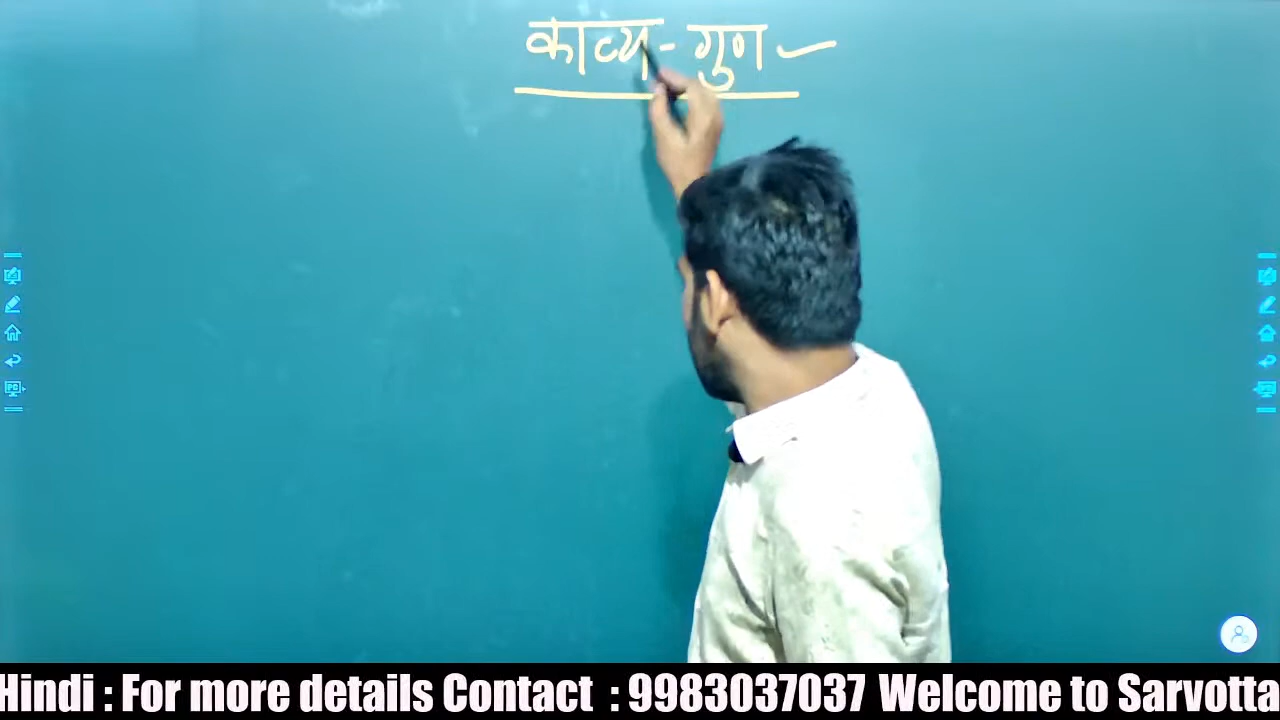 काव्य - गुण
Hindi : For more details Contact : 9983037037 Welcome to Sarvotta